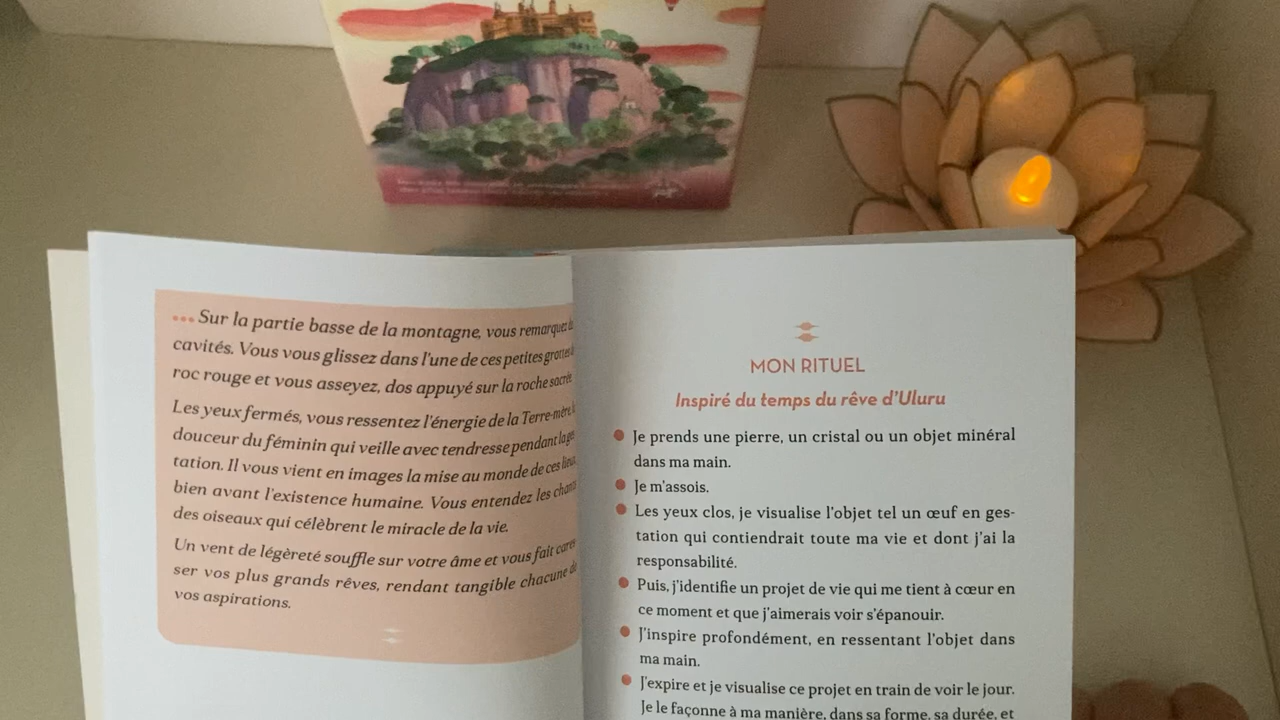 ... Sur la partie basse de la montagne, vous remarquez
cavités. Vous vous glissez dans l'une de ces petites grottes
roc rouge et vous asseyez, dos appuyé sur la roche sacrée.
Les yeux fermés, vous ressentez l'énergie de la Terre-mère,
douceur du féminin qui veille avec tendresse pendant la
tation. Il vous vient en images la mise au monde de ces lieux,
bien avant l'existence humaine. Vous entendez les
des oiseaux qui célèbrent le miracle de la vie.
Un vent de légèreté souffle sur votre âme et vous fait
ser vos plus grands rêves, rendant tangible chacune
vos aspirations.
MON RITUEL
Inspiré du temps du rêve d'Uluru
Je prends une pierre, un cristal ou un objet minéral
dans ma main.
Je m'assois.
Les yeux clos, je visualise l'objet tel un œuf en ges-
tation qui contiendrait toute ma vie et dont j'ai la
responsabilité.
Puis, j'identifie un projet de vie qui me tient à cœur en
ce moment et que j'aimerais voir s'épanouir.
J'inspire profondément, en ressentant l'objet dans
ma main.
J'expire et je visualise ce projet en train de voir le jour.
Je le façonne à ma manière, dans sa forme, sa durée, et